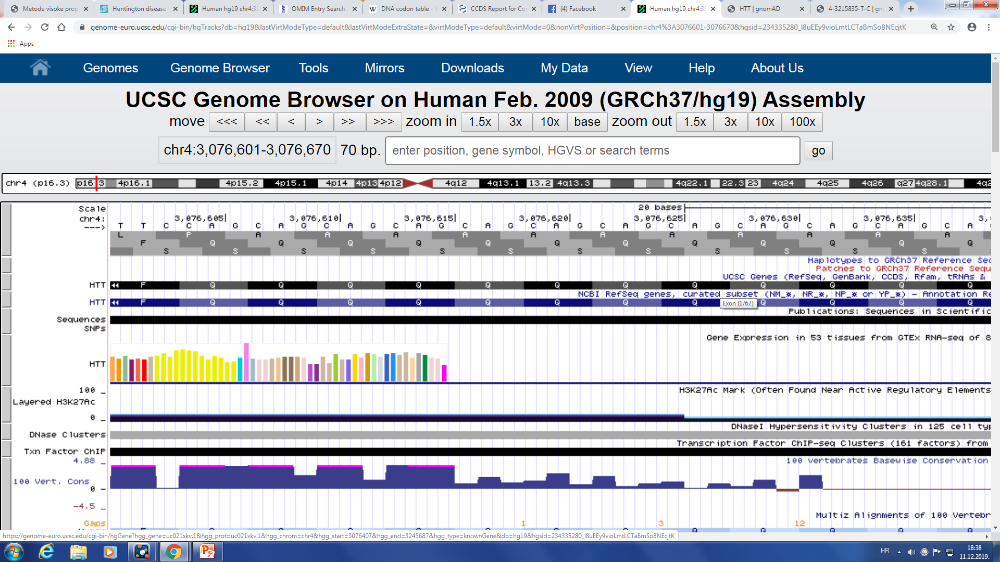 Metode visoke prop
Huntington disease
Human hg19 chr4:32
OMIM Entry Search
DNA codon table - W
CCDS Report for Co
(4) Facebook
Human hg19 chr4:30
HTT | gnomAD
4-3215835-T-C | gno
genome-euro.ucsc.edu/cgi-bin/hgTracks?db=hg19&lastVirtModeType=default&lastVirtModeExtraState=&virtModeType=default&virtMode=0&nonVirtPosition=&position=chr4%3A3076601-3076670&hgsid=234335280_l8uEEy9vioLmtLCTaBmSo8NEcjtK
Apps
Genomes Genome Browser Tools Mirrors Downloads My Data View Help About Us
UCSC Genome Browser on Human Feb. 2009 (GRCh37/hg19) Assembly
move <<< << < > >> >>> zoom in 1.5x 3x 10x base zoom out 1.5x 3x 10x 100x
chr4:3,076,601-3,076,670 70 bp. enter position, gene symbol, HGVS or search terms go
chr4 (p16.3) p16 3 4p16.1 4p15.2 4p15.1 4p14 4p13 4p12 4q12 4q13.1 13.2 4q13.3 4q22.1 22.3 23 4q24 4q25 4q26 q27 4q28.1 4q2
Scale 20 bases
chr4: 3,076,605 3,076,610 3,076,615 3,076,620 3,076,625 3,076,630 3,076,635 3,
---> T T C C A G C A G C A G C A G C A G C A G C A G C A G C A G C A G C A G C A
L P A A A A A A A A A A A
F Q Q Q Q Q Q Q Q Q Q Q Q
S S S S S S S S S S S S
Haplotypes to GRCh37 Reference Sec
Patches to GRCh37 Reference Sequ
UCSC Genes (RefSeq, GenBank, CCDS, Rfam, tRNAs &
HTT F Q Q Q Q Q Q Q Q Q Q Q Q
NCBI RefSeq genes, curated subset (NM_*, NR_*, NP_* or YP_*) - Annotation Re
HTT F Q Q Q Q Q Q Q Q Q Q Q Q
Exon (1/67)
Publications: Sequences in Scientific
Sequences
SNPs
Gene Expression in 53 tissues from GTEx RNA-seq of 8
HTT
H3K27Ac Mark (Often Found Near Active Regulatory Elements
100 _
Layered H3K27Ac
0 _
DNaseI Hypersensitivity Clusters in 125 cell typ
DNase Clusters
Transcription Factor ChIP-seq Clusters (161 factors) from
Txn Factor ChIP
4.88 _
100 vertebrates Basewise Conservation
100 Vert. Cons
0 -
-4.5 _
Multiz Alignments of 100 Vertebr
Gaps 1 3 12
https://genome-euro.ucsc.edu/cgi-bin/hgGene?hgg_gene=uc021xkv.1&hgg_prot=uc021xkv.1&hgg_chrom=chr4&hgg_start=3076407&hgg_end=3245687&hgg_type=knownGene&db=hg19&hgsid=234335280_l8uEEy9vioLmtLCTaBmSo8NEcjtK
Q Q Q Q Q
HR
18:38
11.12.2019.